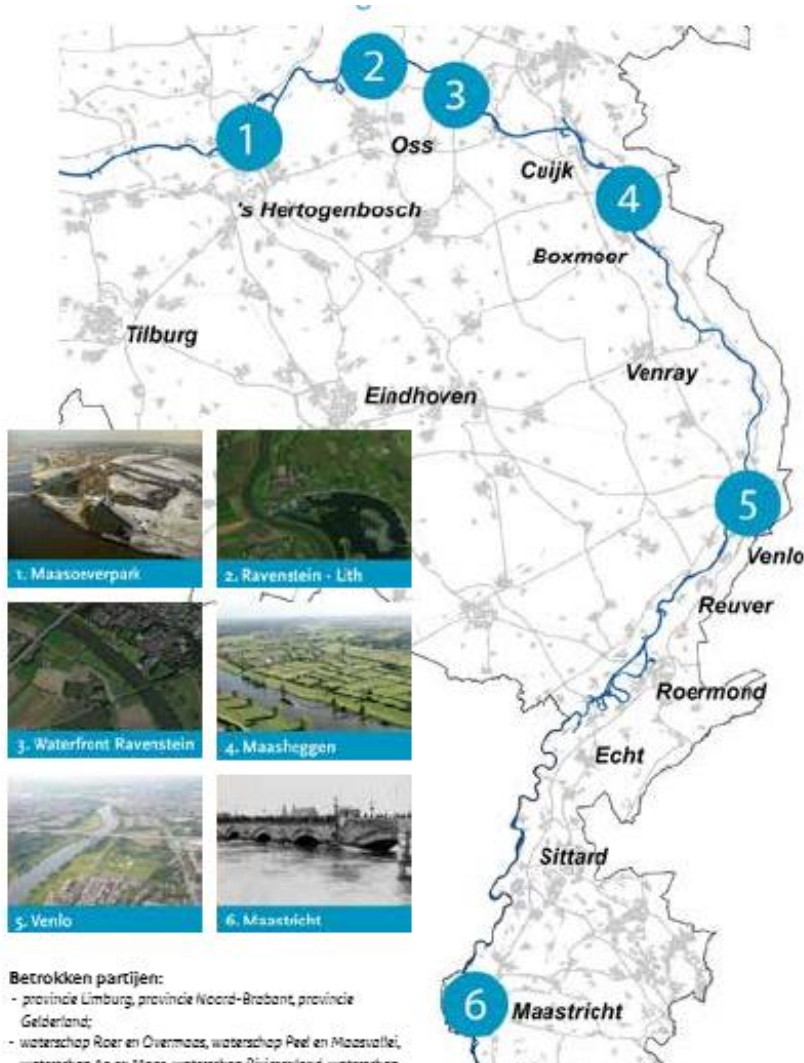 2
3
1
Oss
Cuijk
4
's Hertogenbosch
Boxmeer
Tilburg
Venray
Eindhoven
5
1. Maasoeverpark
2. Ravenstein - Lith
Venlo
Reuver
Roermond
3. Waterfront Ravenstein
4. Maasheggen
Echt
Sittard
5. Venlo
6. Maastricht
6
Maastricht
Betrokken partijen:
- provincie Limburg, provincie Noord-Brabant, provincie
Gelderland;
- waterschap Roer en Overmaas, waterschap Peel en Maasvallei,